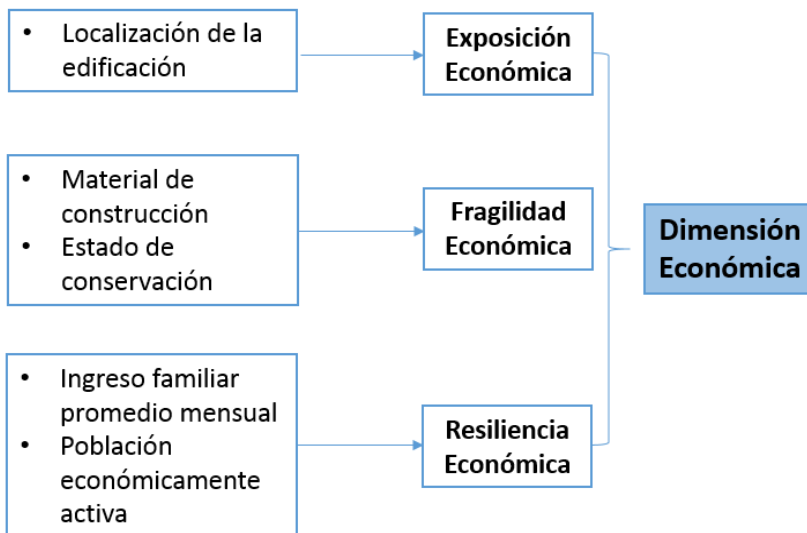 • Localización de la
edificación
Exposición
Económica
• Material de
construcción
• Estado de
conservación
Fragilidad
Económica
Dimensión
Económica
• Ingreso familiar
promedio mensual
• Población
económicamente
activa
Resiliencia
Económica